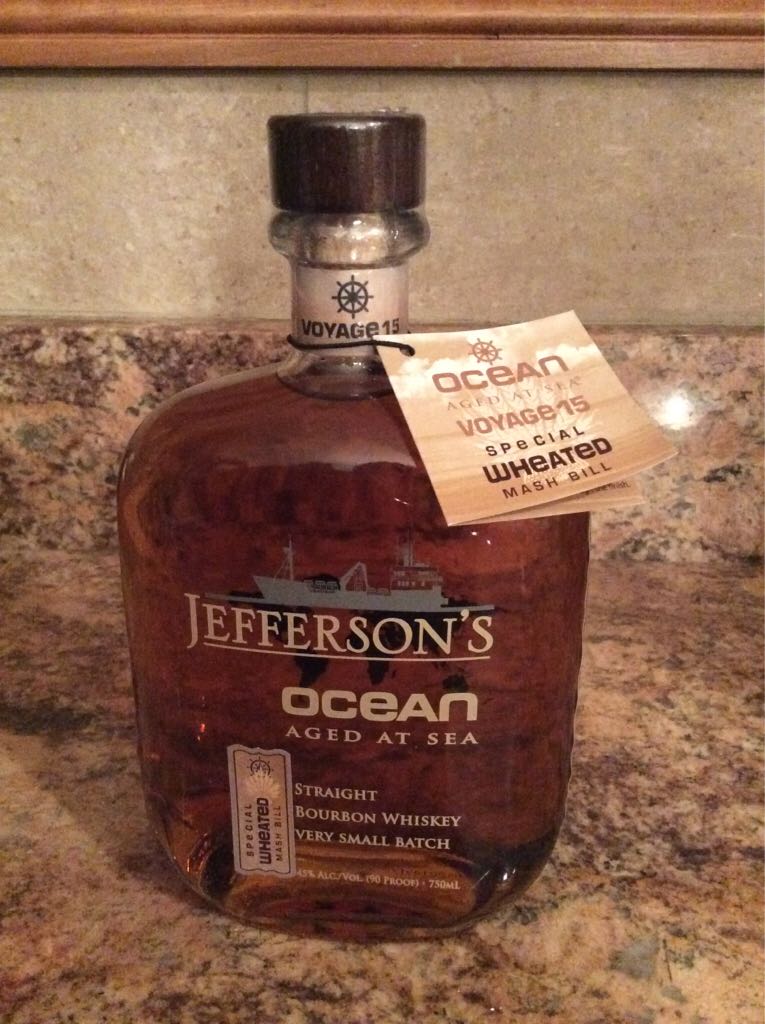 VOYAGE 15
OCEAN
AGED AT SEA
VOYAGE 15
SPECIAL
WHEATED
MASH BILL
JEFFERSON'S
OCEAN
AGED AT SEA
STRAIGHT
BOURBON WHISKEY
VERY SMALL BATCH
45% ALC/VOL (90 PROOF) · 750ML
SPECIAL
WHEATED
MASH BILL